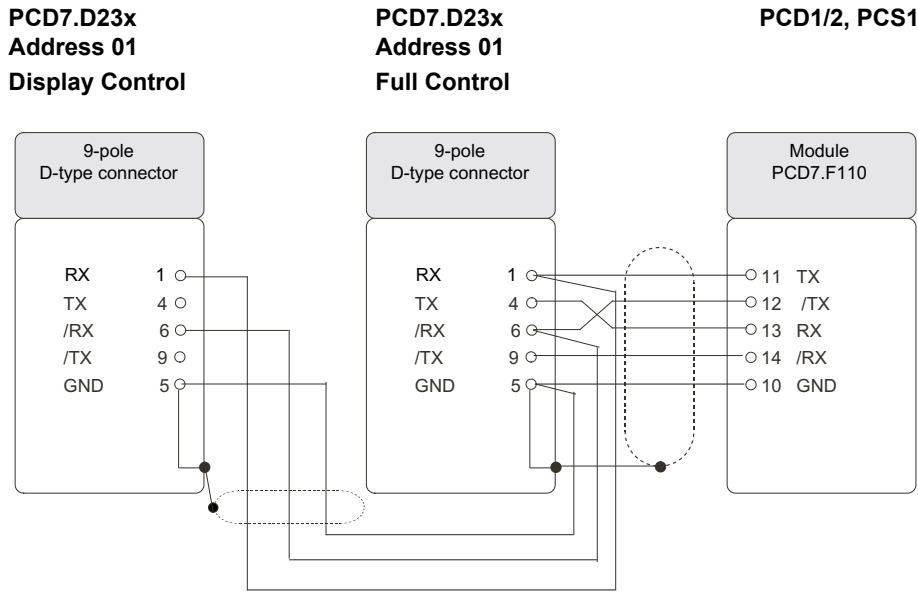 PCD7.D23x
Address 01
Display Control
PCD7.D23x
Address 01
Full Control
PCD1/2, PCS1
9-pole
D-type connector
9-pole
D-type connector
Module
PCD7.F110
RX 1
TX 4
/RX 6
/TX 9
GND 5
RX 1
TX 4
/RX 6
/TX 9
GND 5
11 TX
12 /TX
13 RX
14 /RX
10 GND